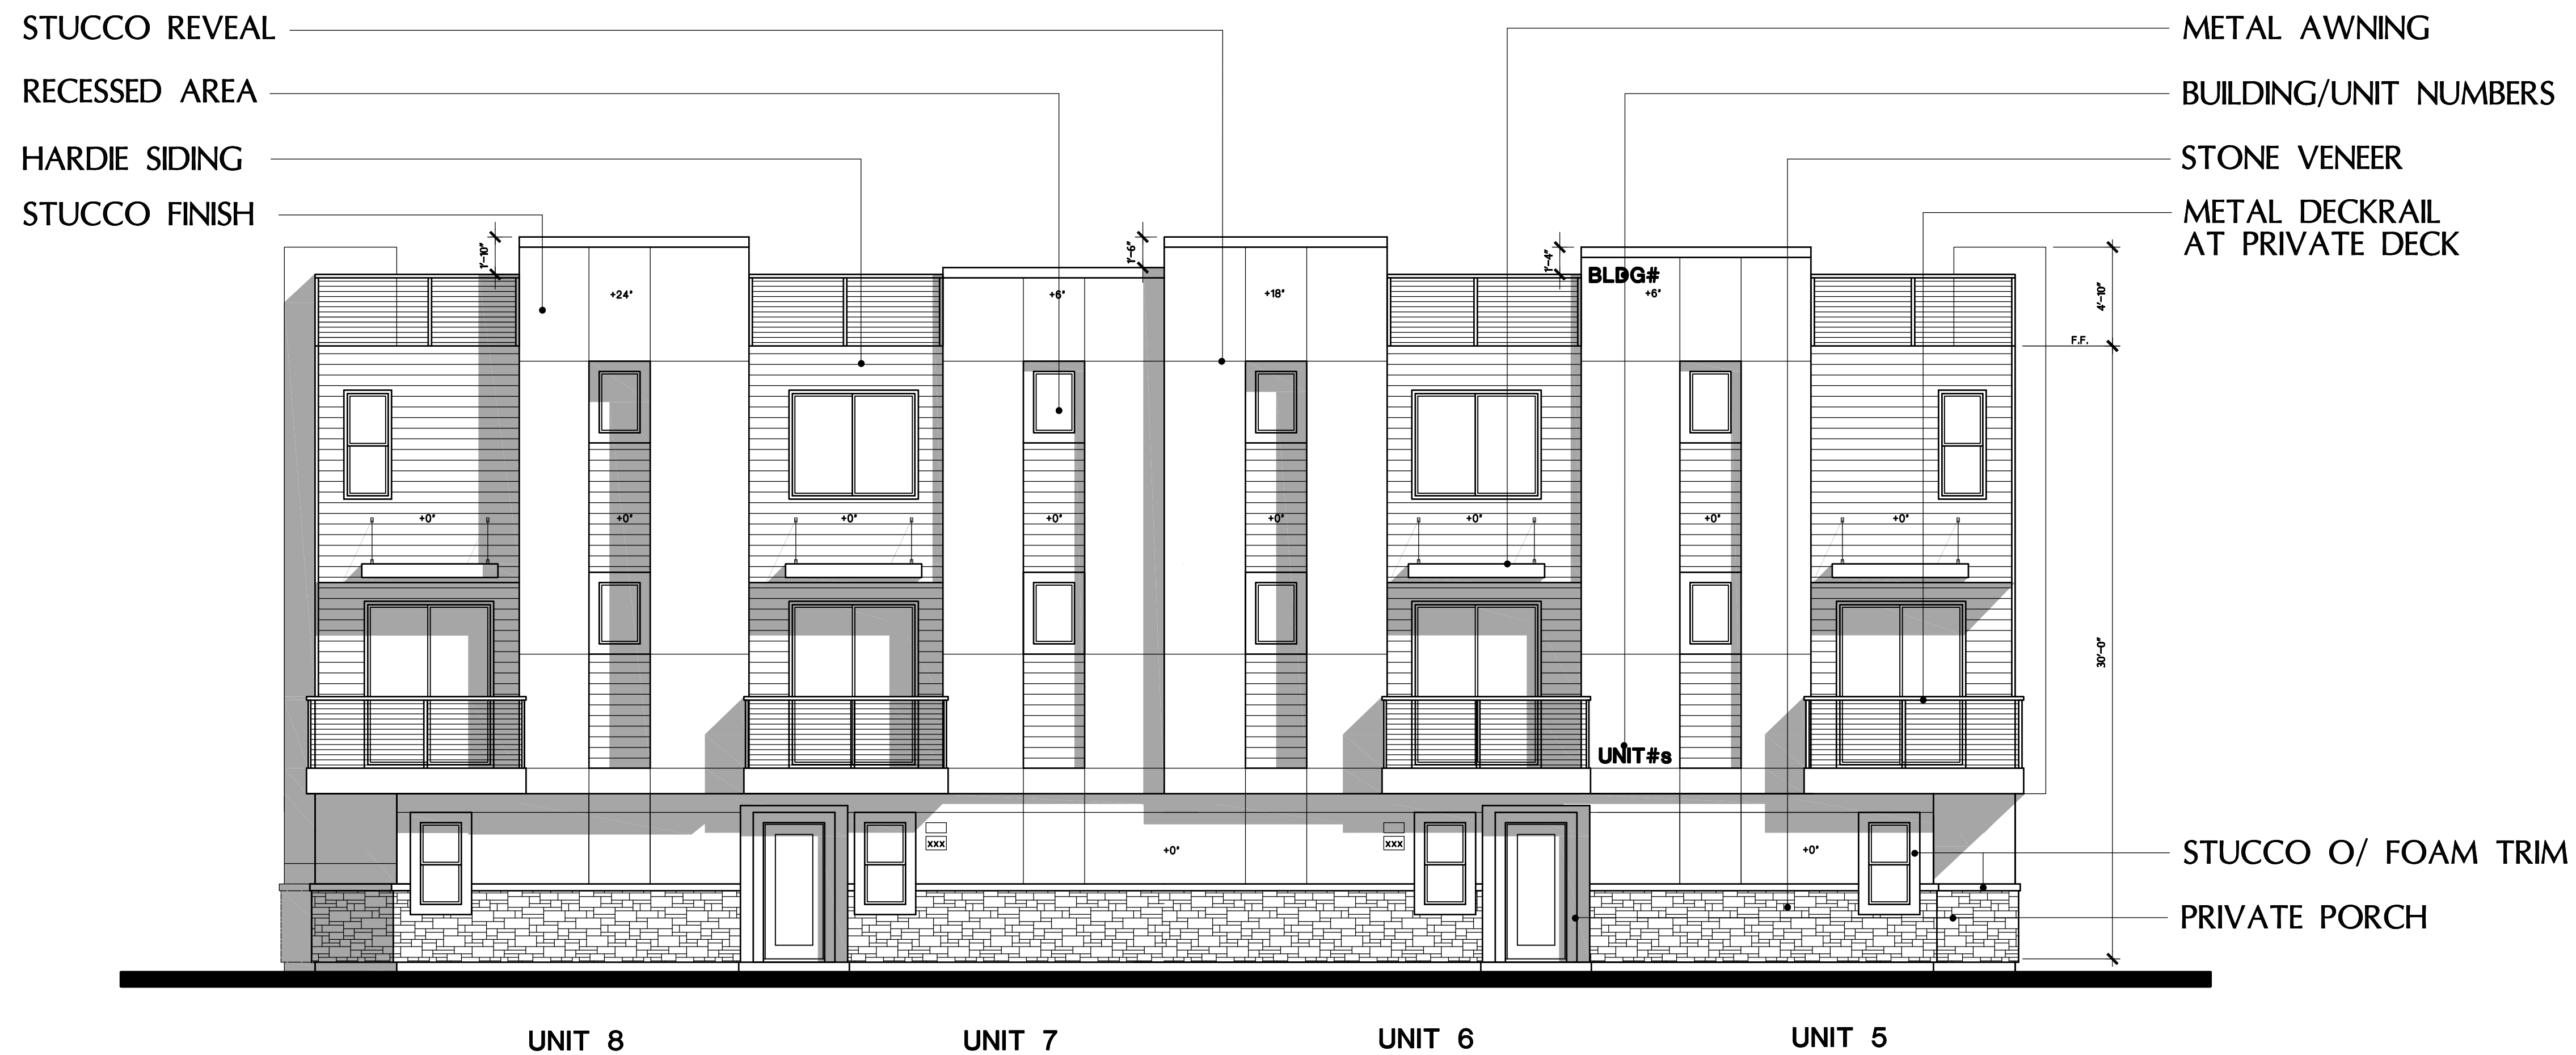 STUCCO REVEAL
RECESSED AREA
HARDIE SIDING
STUCCO FINISH
METAL AWNING
BUILDING/UNIT NUMBERS
STONE VENEER
METAL DECKRAIL
AT PRIVATE DECK
1'-10"
1'-6"
1'-4"
BLDG#
+24"
+6"
+18"
+6"
4'-10"
F.F.
+0"
+0"
+0"
+0"
+0"
+0"
+0"
+0"
30'-0"
UNIT#s
XXX
XXX
+0"
+0"
STUCCO O/ FOAM TRIM
PRIVATE PORCH
UNIT 8
UNIT 7
UNIT 6
UNIT 5